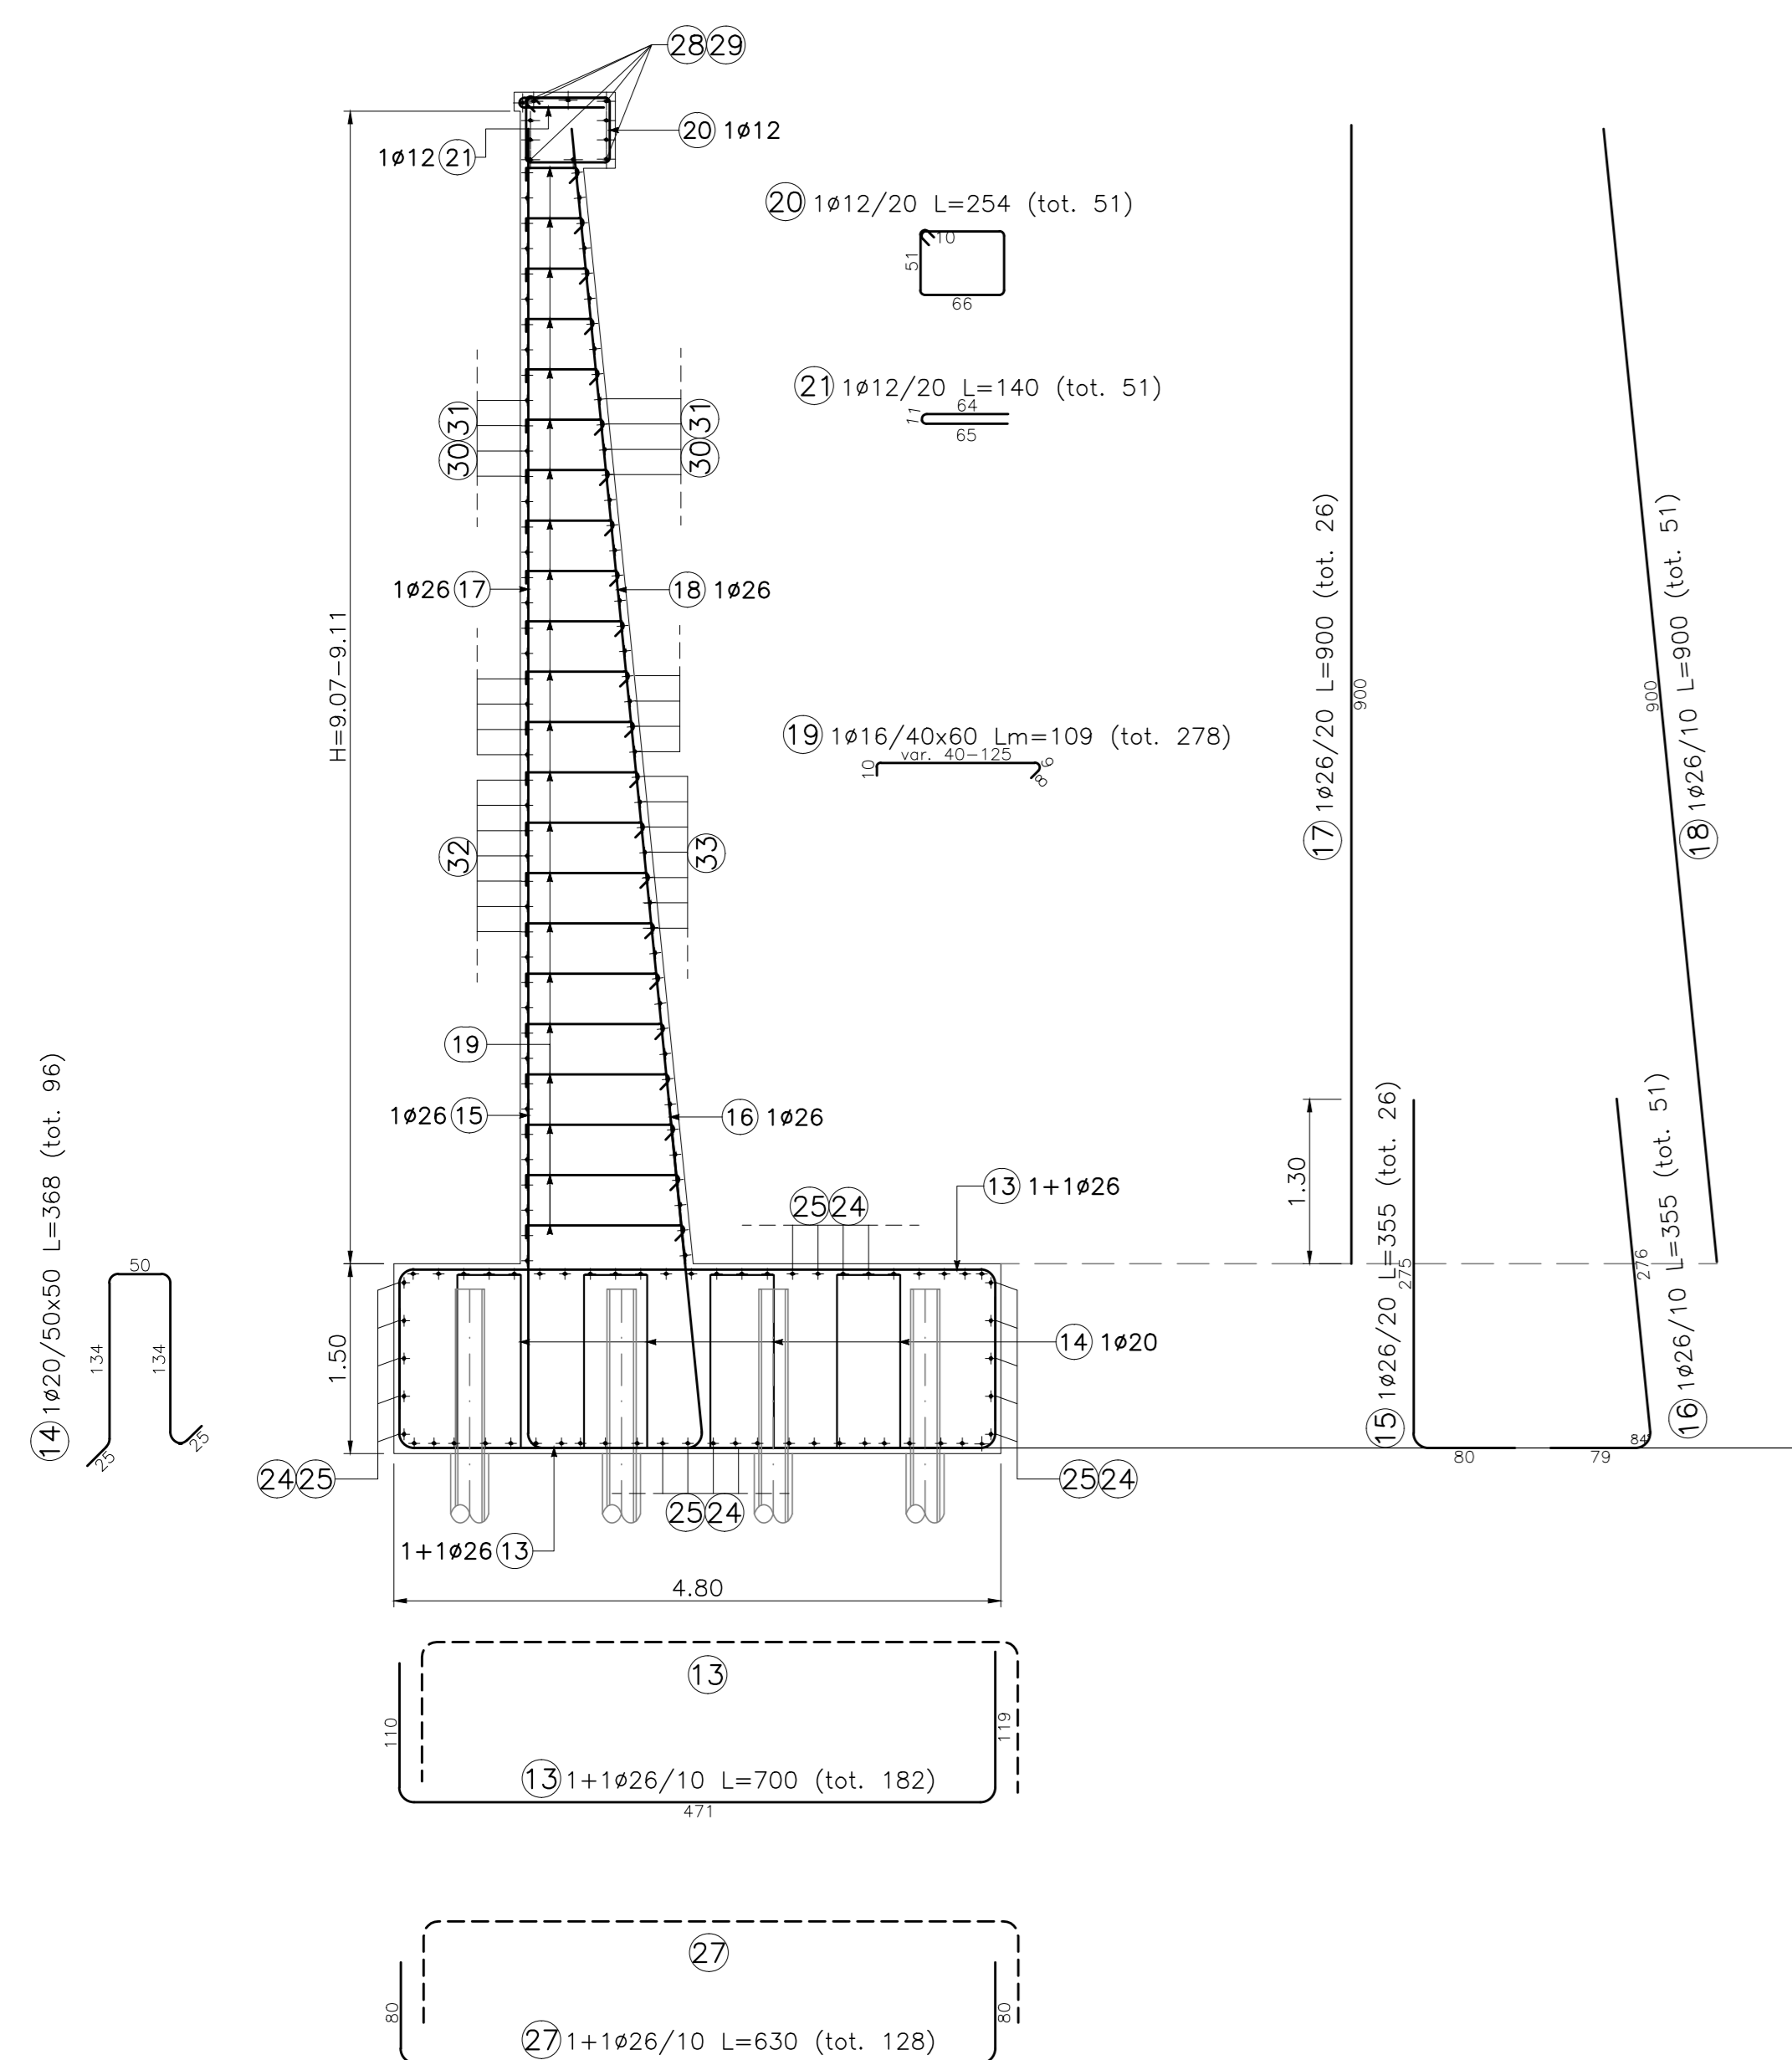 28 29
20 1ø12
1ø12 21
20 1ø12/20 L=254 (tot. 51)
10
51
66
21 1ø12/20 L=140 (tot. 51)
64
11
65
31
30
31
30
17 1ø26/20 L=900 (tot. 26)
900
18 1ø26/10 L=900 (tot. 51)
900
1ø26 17
18 1ø26
H=9.07-9.11
19 1ø16/40x60 Lm=109 (tot. 278)
var. 40-125
10
9
8
32
33
19
1ø26 15
16 1ø26
14 1ø20/50x50 L=368 (tot. 96)
50
134
134
25
25
13 1+1ø26
25 24
1.30
15 1ø26/20 L=355 (tot. 26)
275
80
16 1ø26/10 L=355 (tot. 51)
276
84°
79
1.50
14 1ø20
24 25
25 24
25 24
1+1ø26 13
4.80
13
110
119
13 1+1ø26/10 L=700 (tot. 182)
471
27
80
80
27 1+1ø26/10 L=630 (tot. 128)